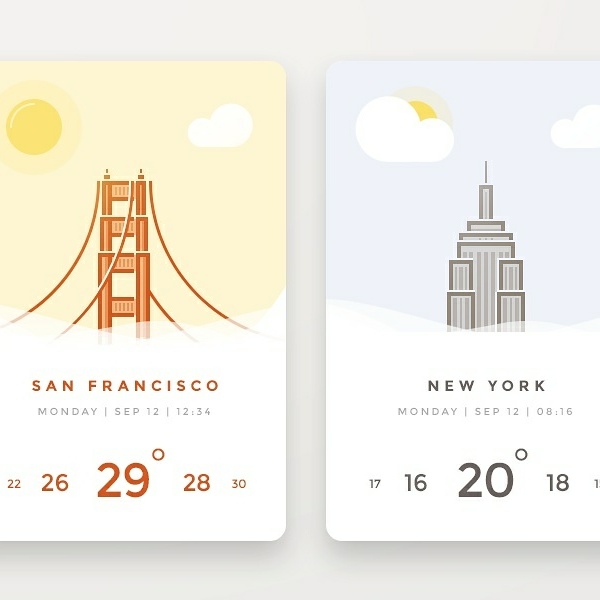 SAN FRANCISCO
MONDAY | SEP 12 | 12:34
22 26 29° 28 30
NEW YORK
MONDAY | SEP 12 | 08:16
17 16 20° 18